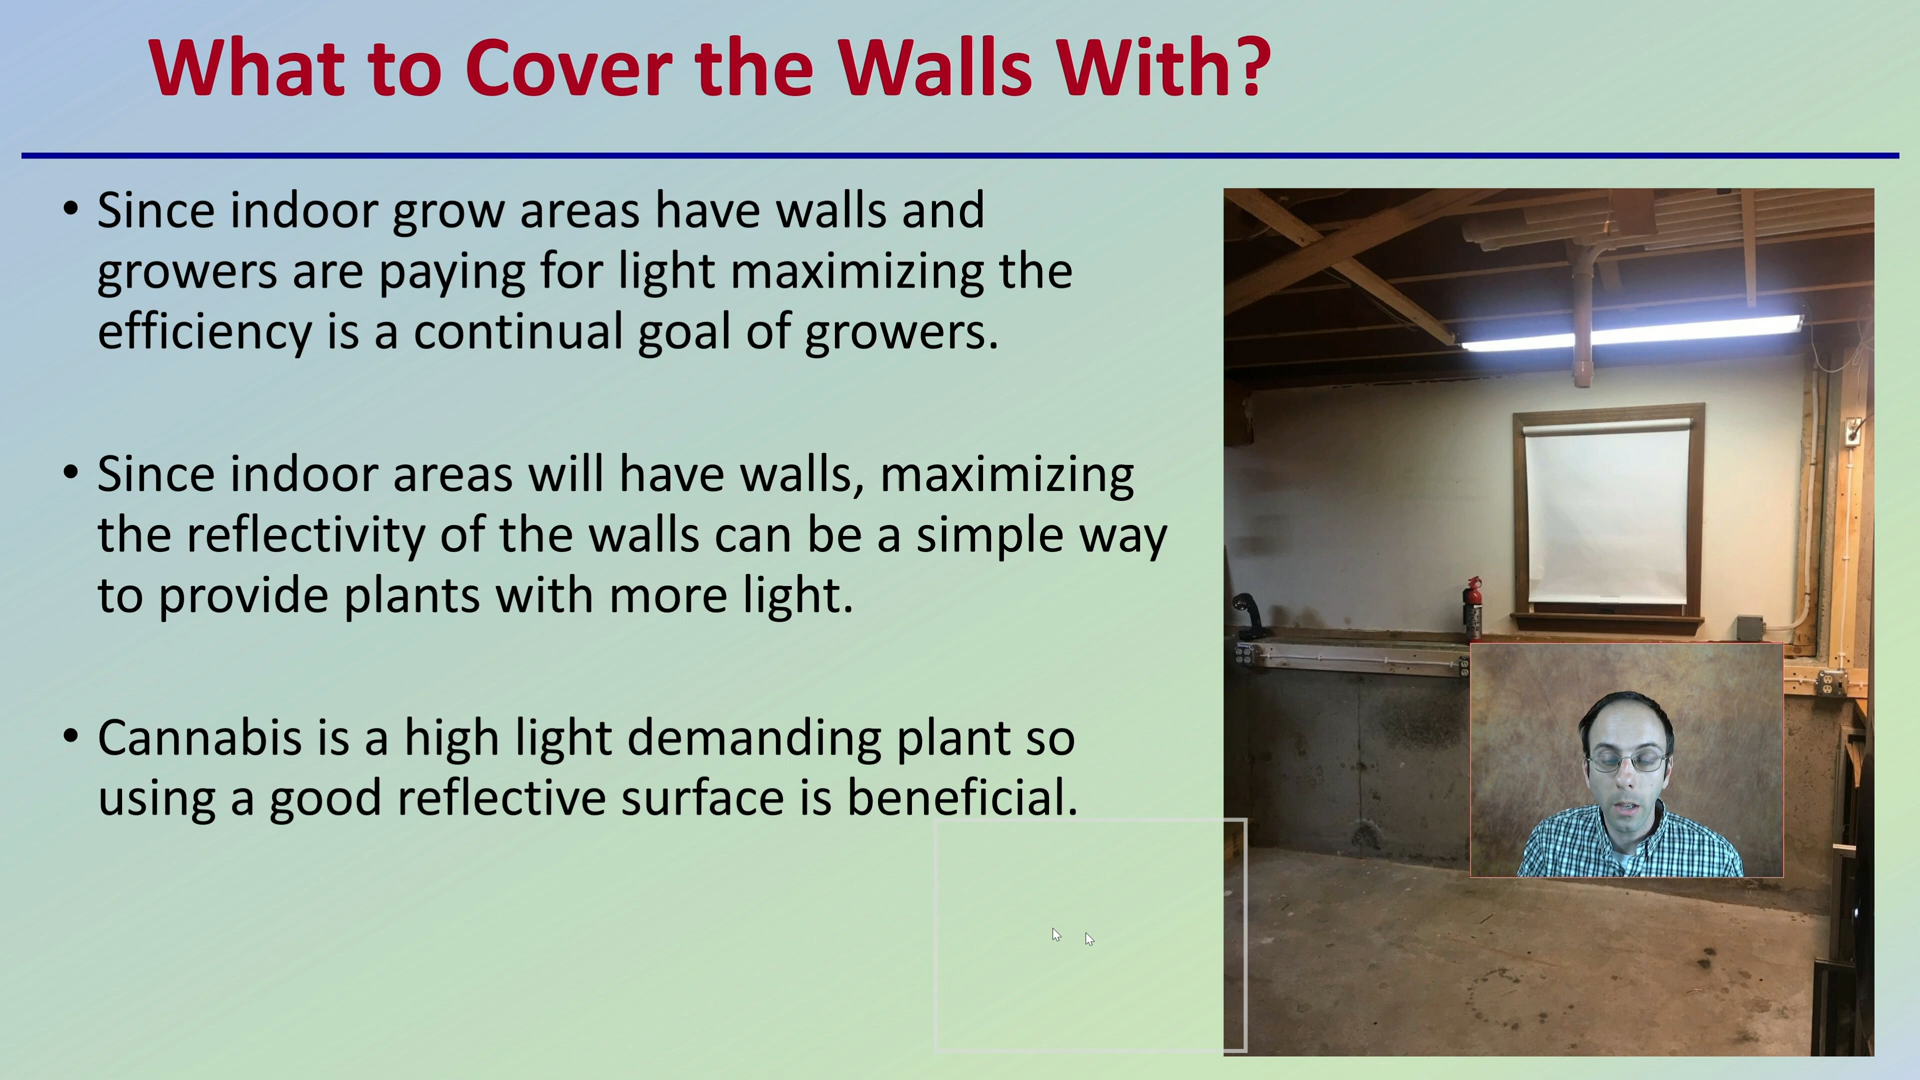 What to Cover the Walls With?
• Since indoor grow areas have walls and
growers are paying for light maximizing the
efficiency is a continual goal of growers.
• Since indoor areas will have walls, maximizing
the reflectivity of the walls can be a simple way
to provide plants with more light.
• Cannabis is a high light demanding plant so
using a good reflective surface is beneficial.